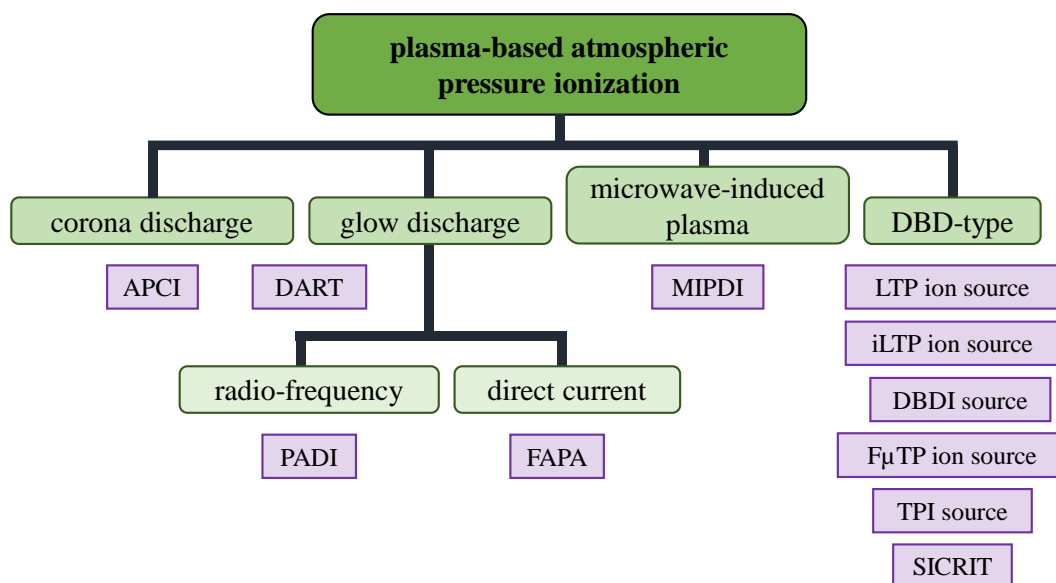 plasma-based atmospheric
pressure ionization
corona discharge
glow discharge
microwave-induced
plasma
DBD-type
APCI
DART
MIPDI
LTP ion source
iLTP ion source
DBDI source
FµTP ion source
TPI source
SICRIT
radio-frequency
direct current
PADI
FAPA